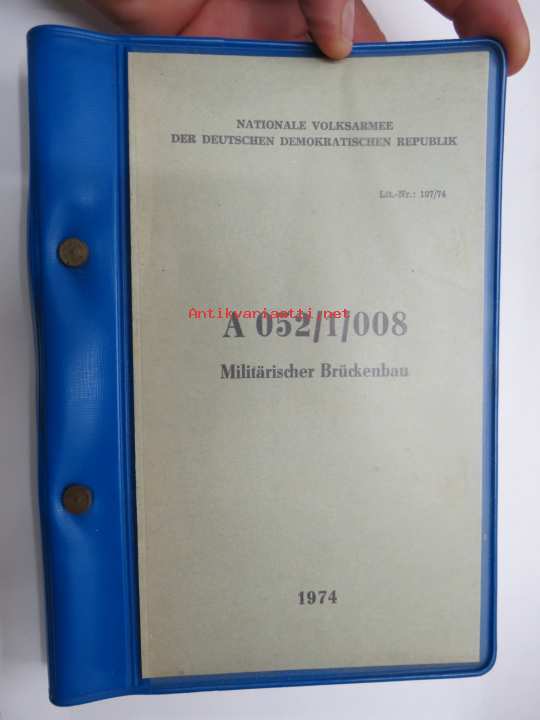 NATIONALE VOLKSARMEE
DER DEUTSCHEN DEMOKRATISCHEN REPUBLIK
Lit.-Nr.: 107/74
Antikvariaatti.net
A 052/1/008
Militärischer Brückenbau
1974